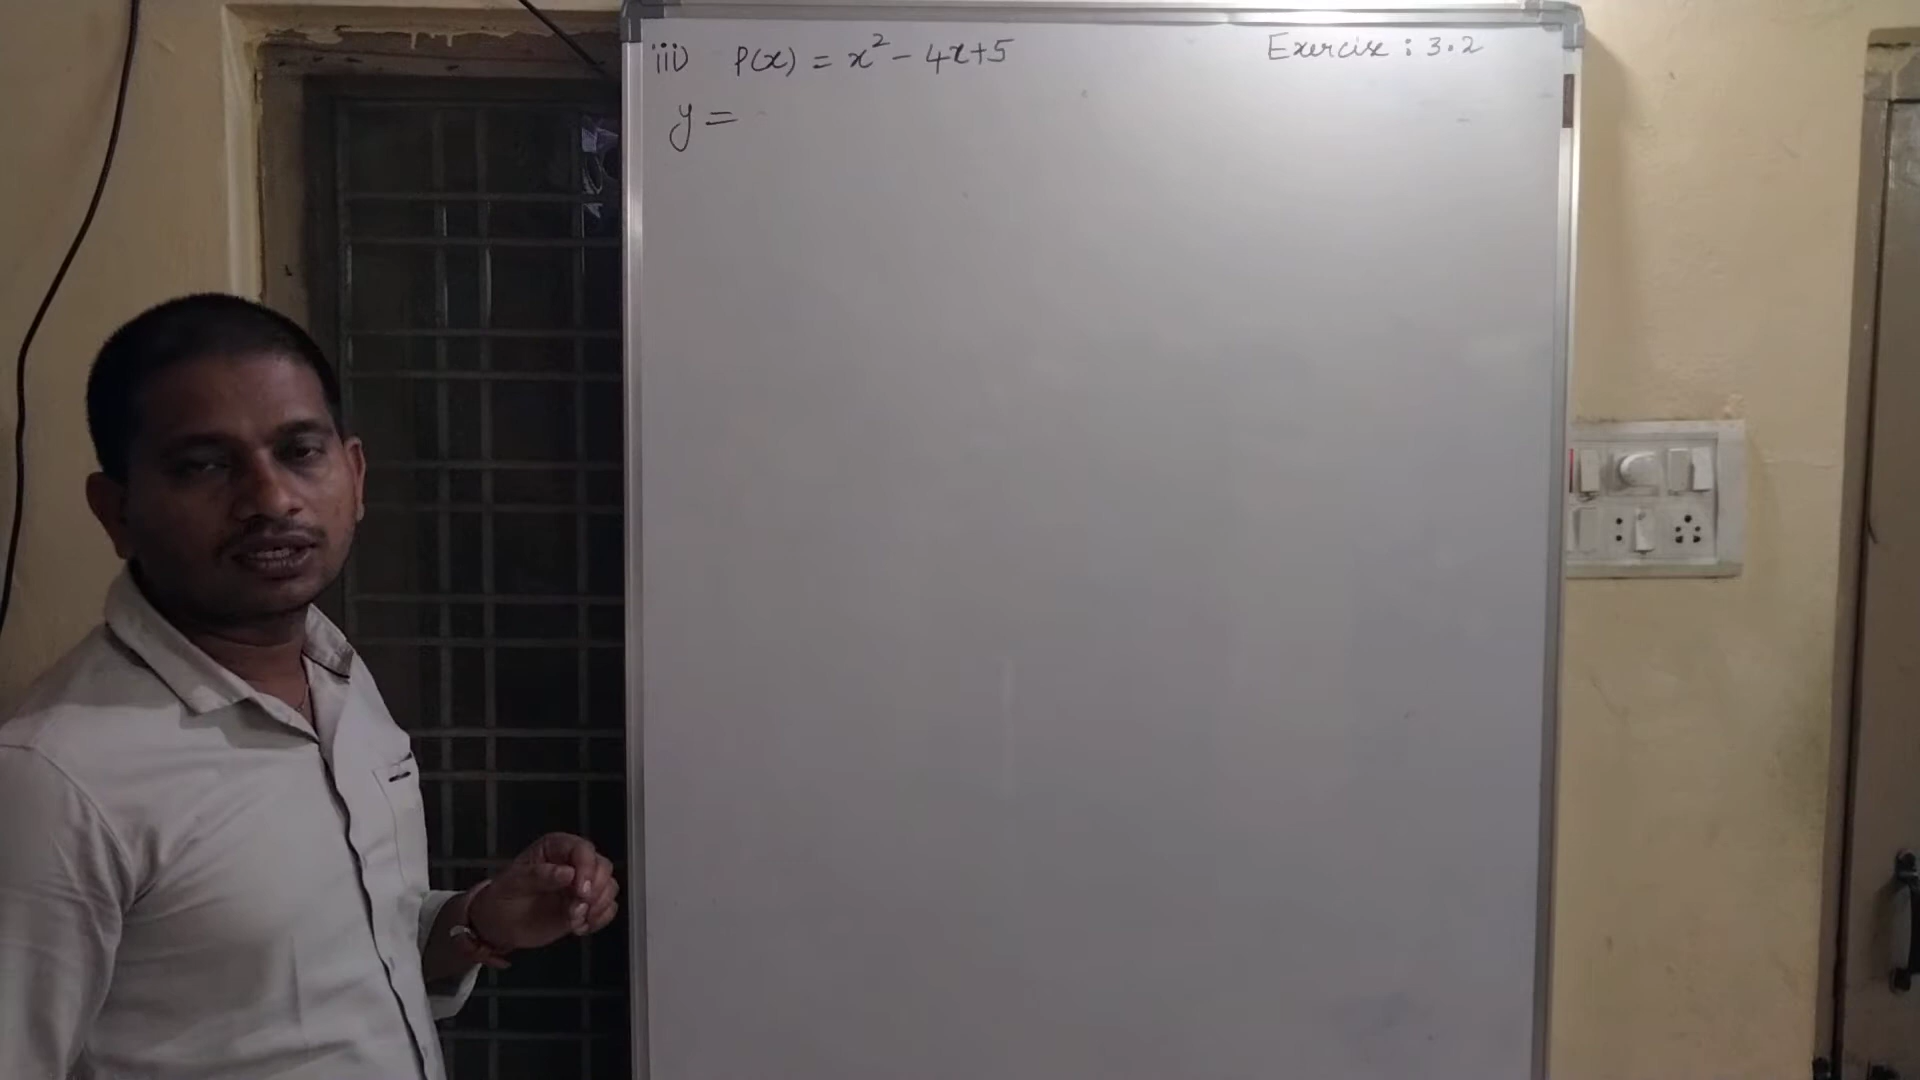 iii) P(x) = x² - 4x+5 Exercise : 3.2
y =